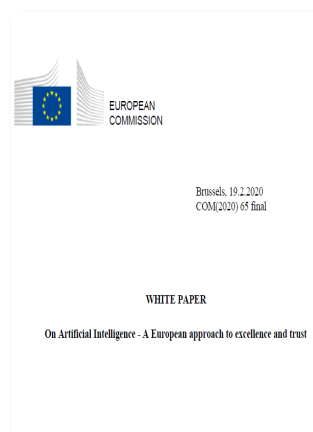 EUROPEAN
COMMISSION
Brussels, 19.2.2020
COM(2020) 65 final
WHITE PAPER
On Artificial Intelligence - A European approach to excellence and trust